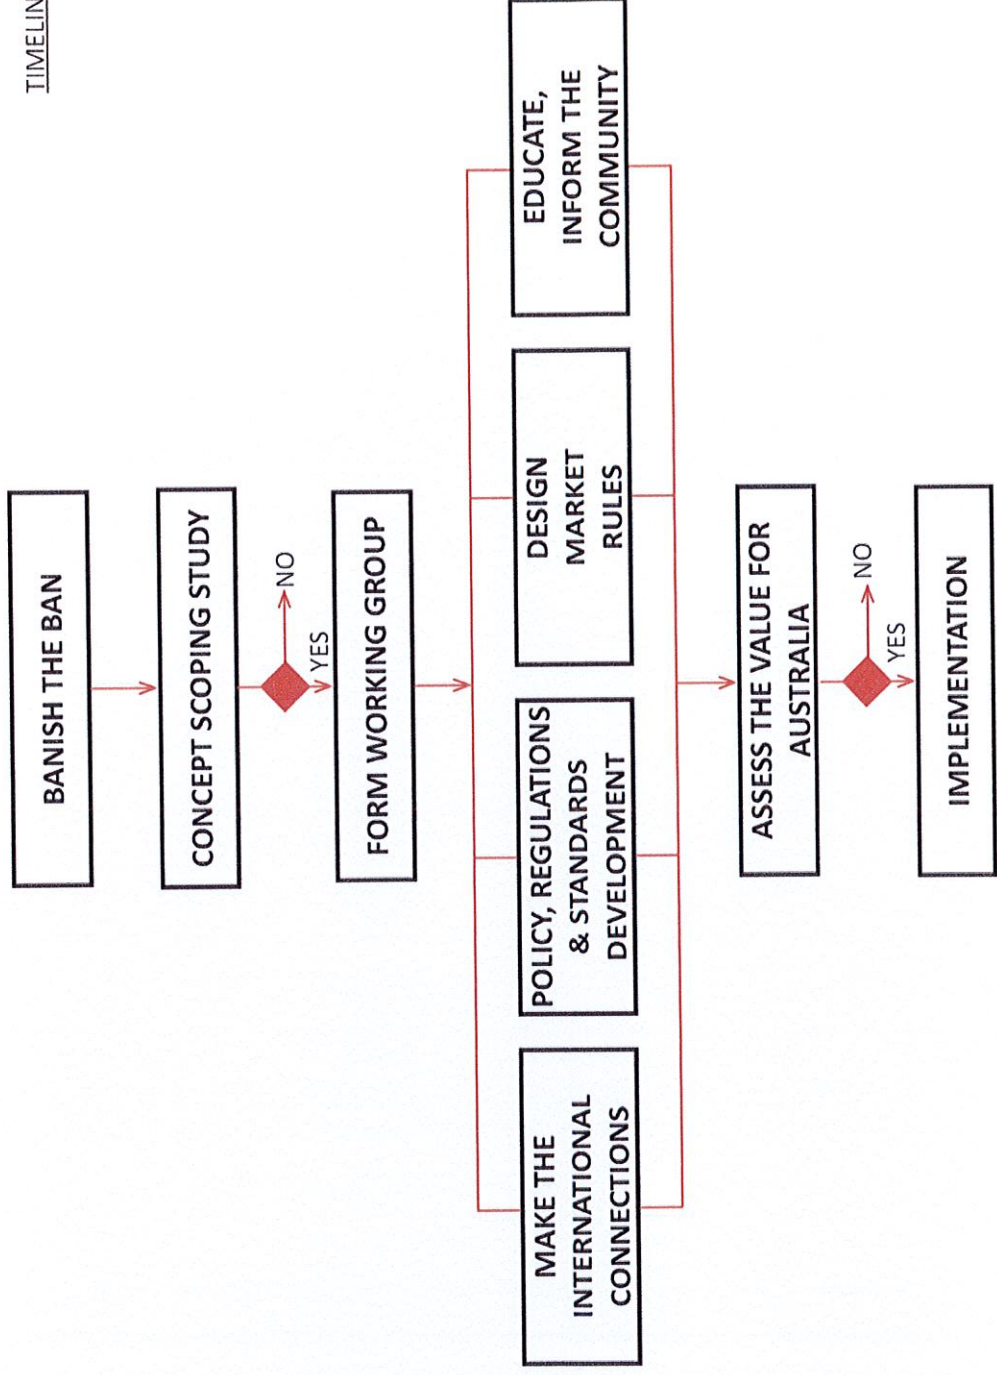 TIMELIN
BANISH THE BAN
CONCEPT SCOPING STUDY
NO
YES
FORM WORKING GROUP
MAKE THE
INTERNATIONAL
CONNECTIONS
POLICY, REGULATIONS
& STANDARDS
DEVELOPMENT
DESIGN
MARKET
RULES
EDUCATE,
INFORM THE
COMMUNITY
ASSESS THE VALUE FOR
AUSTRALIA
NO
YES
IMPLEMENTATION